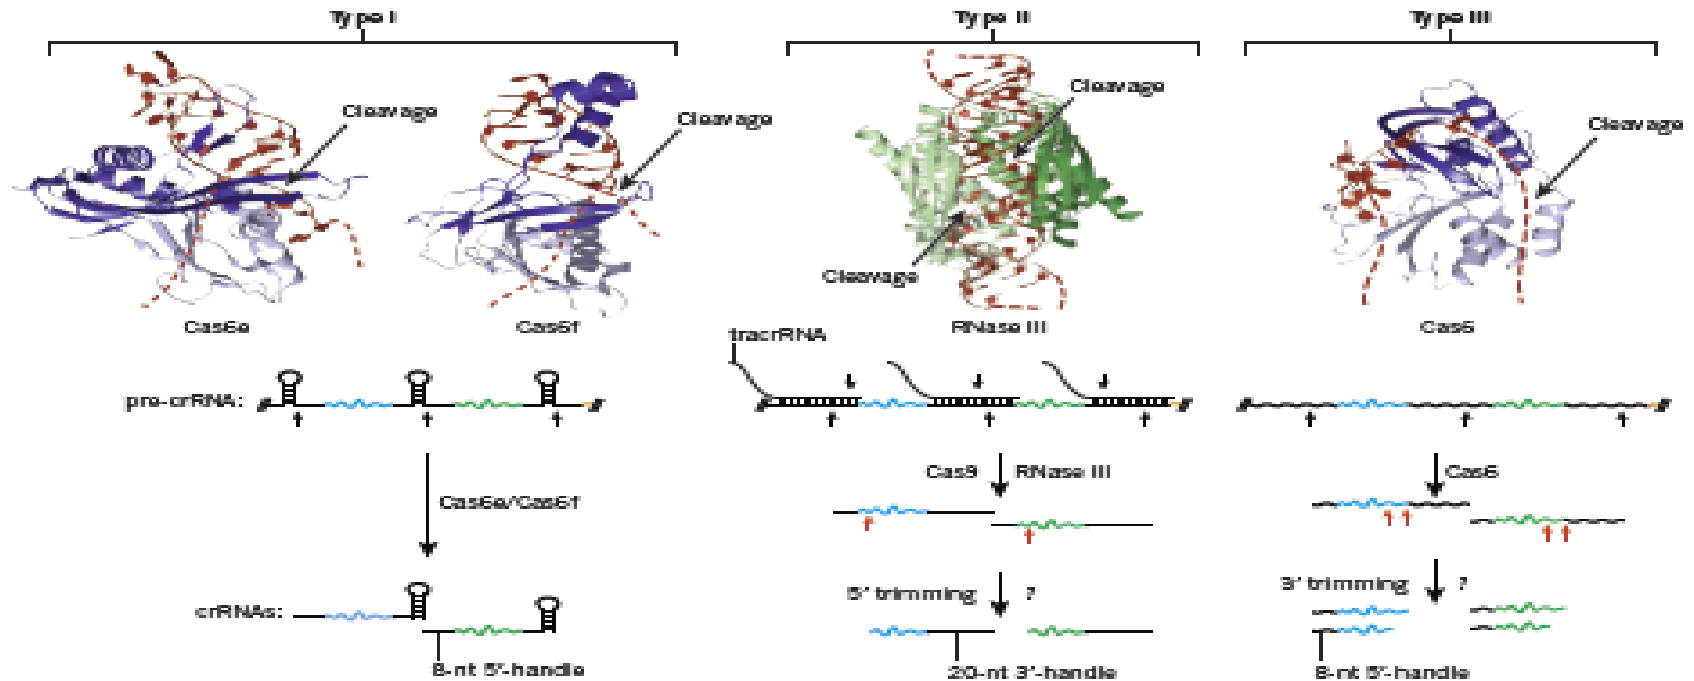 Type I
Type II
Type III
Cleavage
Cleavage
Cleavage
Cleavage
Cleavage
Cas6e
Cas6f
RNase III
Cas6
tracrRNA
pre-crRNA:
Cas6e/Cas6f
Cas9
RNase III
Cas6
5' trimming
?
3' trimming
?
crRNAs:
8-nt 5'-handle
20-nt 3'-handle
8-nt 5'-handle